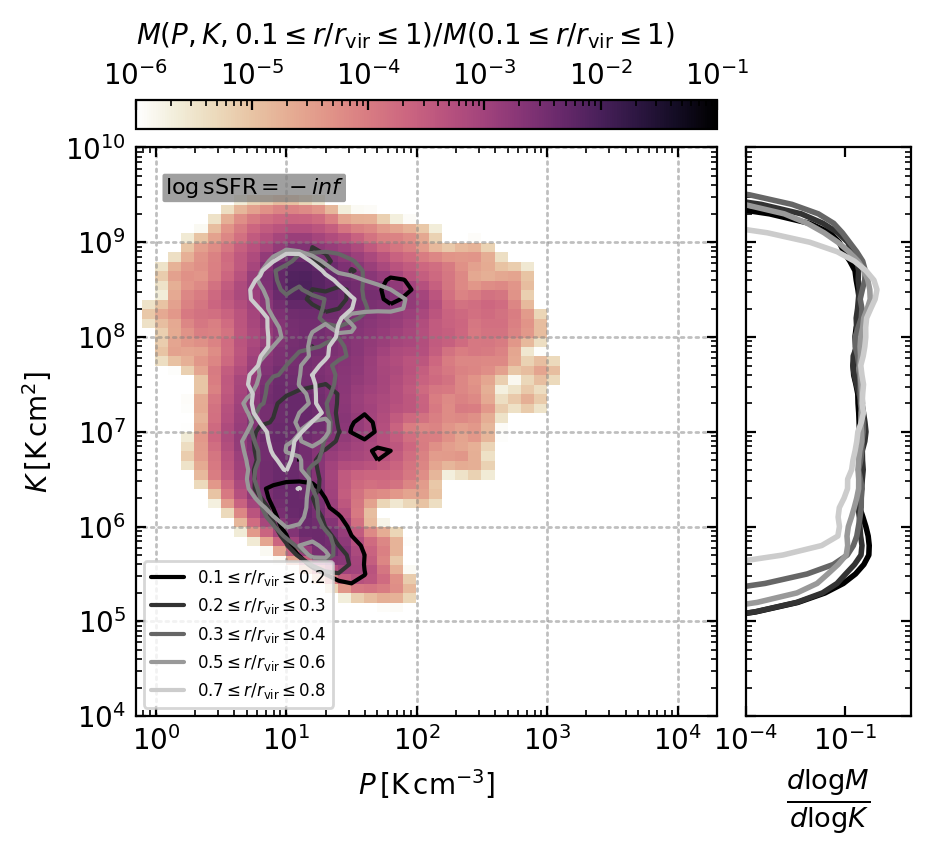 M(P, K, 0.1 ≤ r/r_vir ≤ 1)/M(0.1 ≤ r/r_vir ≤ 1)
10^−6 10^−5 10^−4 10^−3 10^−2 10^−1
10^10
log sSFR = −inf
10^9
10^8
10^7
10^6
10^5
10^4
K [K cm^2]
0.1 ≤ r/r_vir ≤ 0.2
0.2 ≤ r/r_vir ≤ 0.3
0.3 ≤ r/r_vir ≤ 0.4
0.5 ≤ r/r_vir ≤ 0.6
0.7 ≤ r/r_vir ≤ 0.8
10^0 10^1 10^2 10^3 10^4 10^−4 10^−1
P [K cm^−3]
dlogM
dlogK